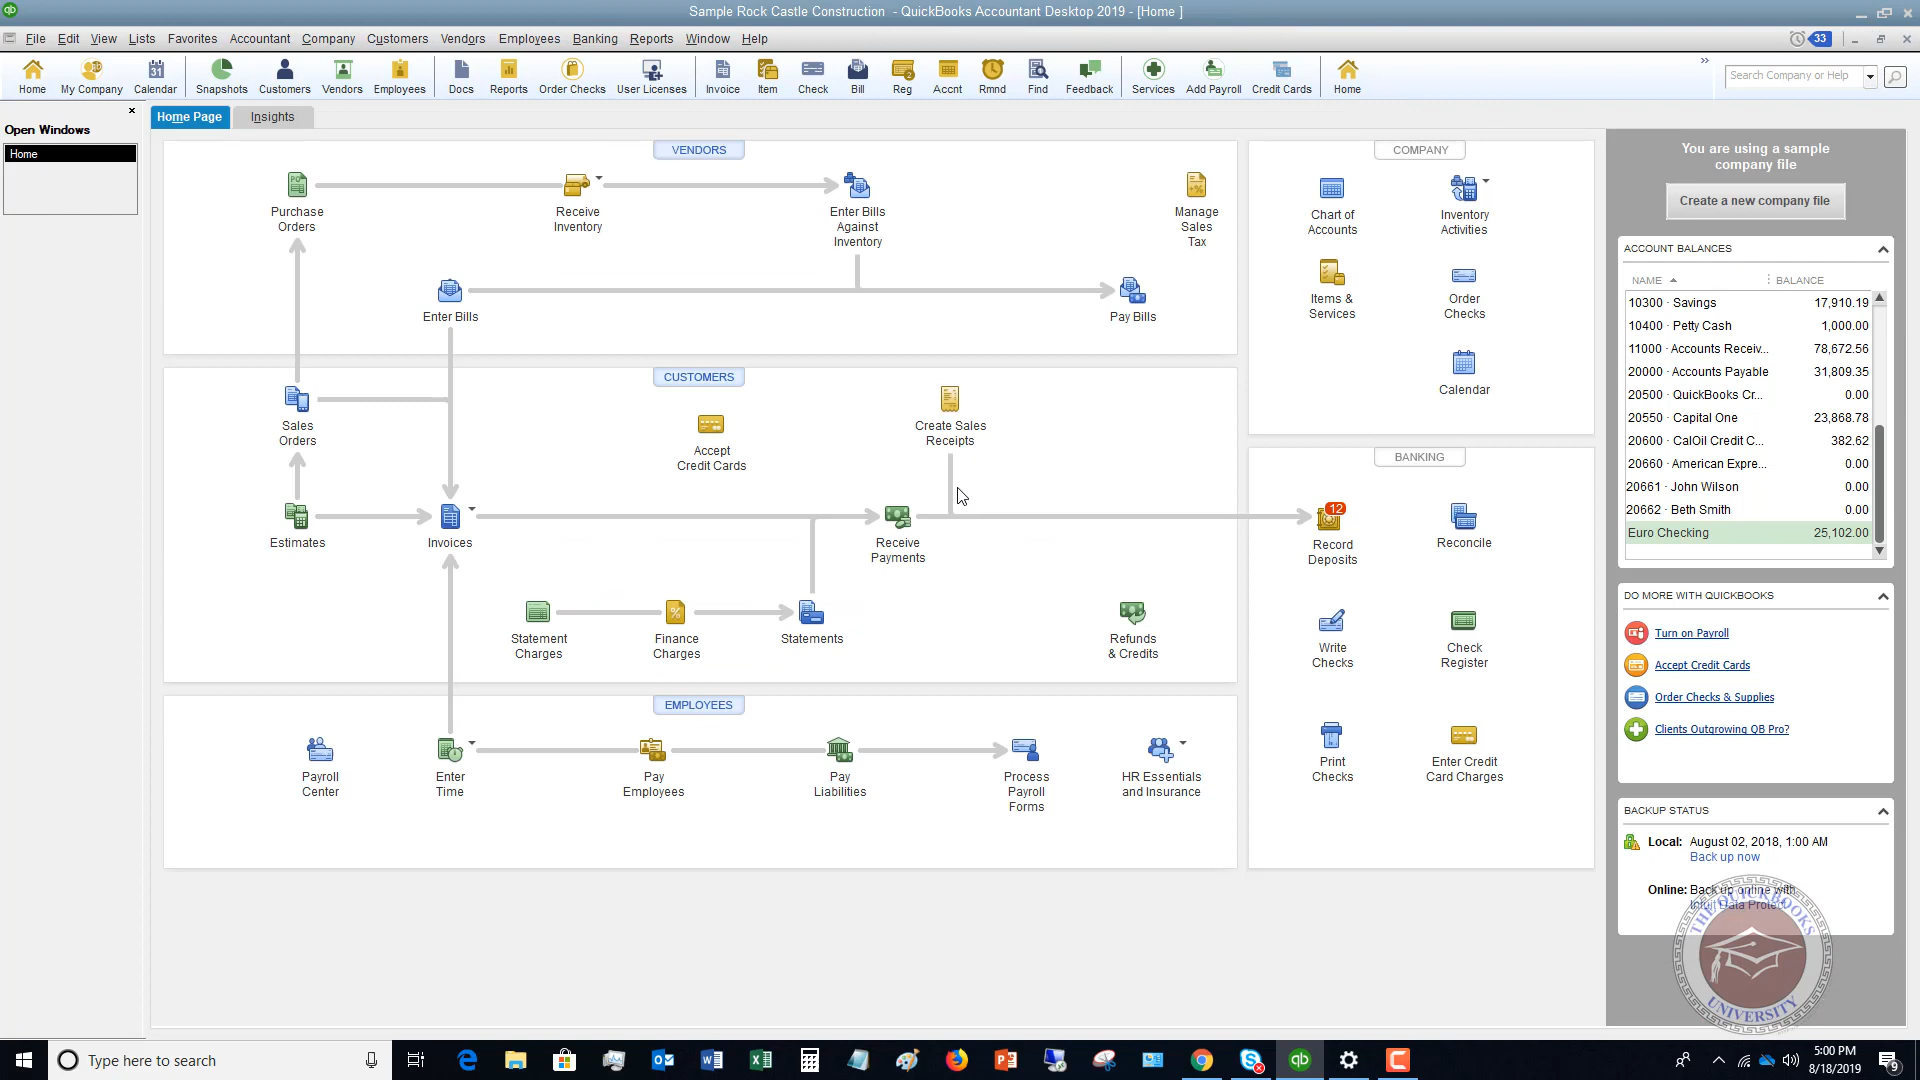 Sample Rock Castle Construction - QuickBooks Accountant Desktop 2019 - [Home ]
File Edit View Lists Favorites Accountant Company Customers Vendors Employees Banking Reports Window Help
33
Home My Company Calendar Snapshots Customers Vendors Employees Docs Reports Order Checks User Licenses Invoice Item Check Bill Reg Accnt Rmnd Find Feedback Services Add Payroll Credit Cards Home
Search Company or Help
Open Windows
Home
Home Page Insights
VENDORS
Purchase
Orders
Receive
Inventory
Enter Bills
Against
Inventory
Manage
Sales
Tax
Enter Bills
Pay Bills
CUSTOMERS
Sales
Orders
Accept
Credit Cards
Create Sales
Receipts
Estimates
Invoices
Receive
Payments
Statement
Charges
Finance
Charges
Statements
Refunds
& Credits
EMPLOYEES
Payroll
Center
Enter
Time
Pay
Employees
Pay
Liabilities
Process
Payroll
Forms
HR Essentials
and Insurance
COMPANY
Chart of
Accounts
Inventory
Activities
Items &
Services
Order
Checks
Calendar
BANKING
12
Record
Deposits
Reconcile
Write
Checks
Check
Register
Print
Checks
Enter Credit
Card Charges
You are using a sample
company file
Create a new company file
ACCOUNT BALANCES
NAME BALANCE
10300 · Savings 17,910.19
10400 · Petty Cash 1,000.00
11000 · Accounts Receiv... 78,672.56
20000 · Accounts Payable 31,809.35
20500 · QuickBooks Cr... 0.00
20550 · Capital One 23,868.78
20600 · CalOil Credit C... 382.62
20660 · American Expre... 0.00
20661 · John Wilson 0.00
20662 · Beth Smith 0.00
Euro Checking 25,102.00
DO MORE WITH QUICKBOOKS
Turn on Payroll
Accept Credit Cards
Order Checks & Supplies
Clients Outgrowing QB Pro?
BACKUP STATUS
Local: August 02, 2018, 1:00 AM
Back up now
Online: Back up online with
Intuit Data Protect
THE QUICKBOOKS
UNIVERSITY
Type here to search
5:00 PM
8/18/2019
9